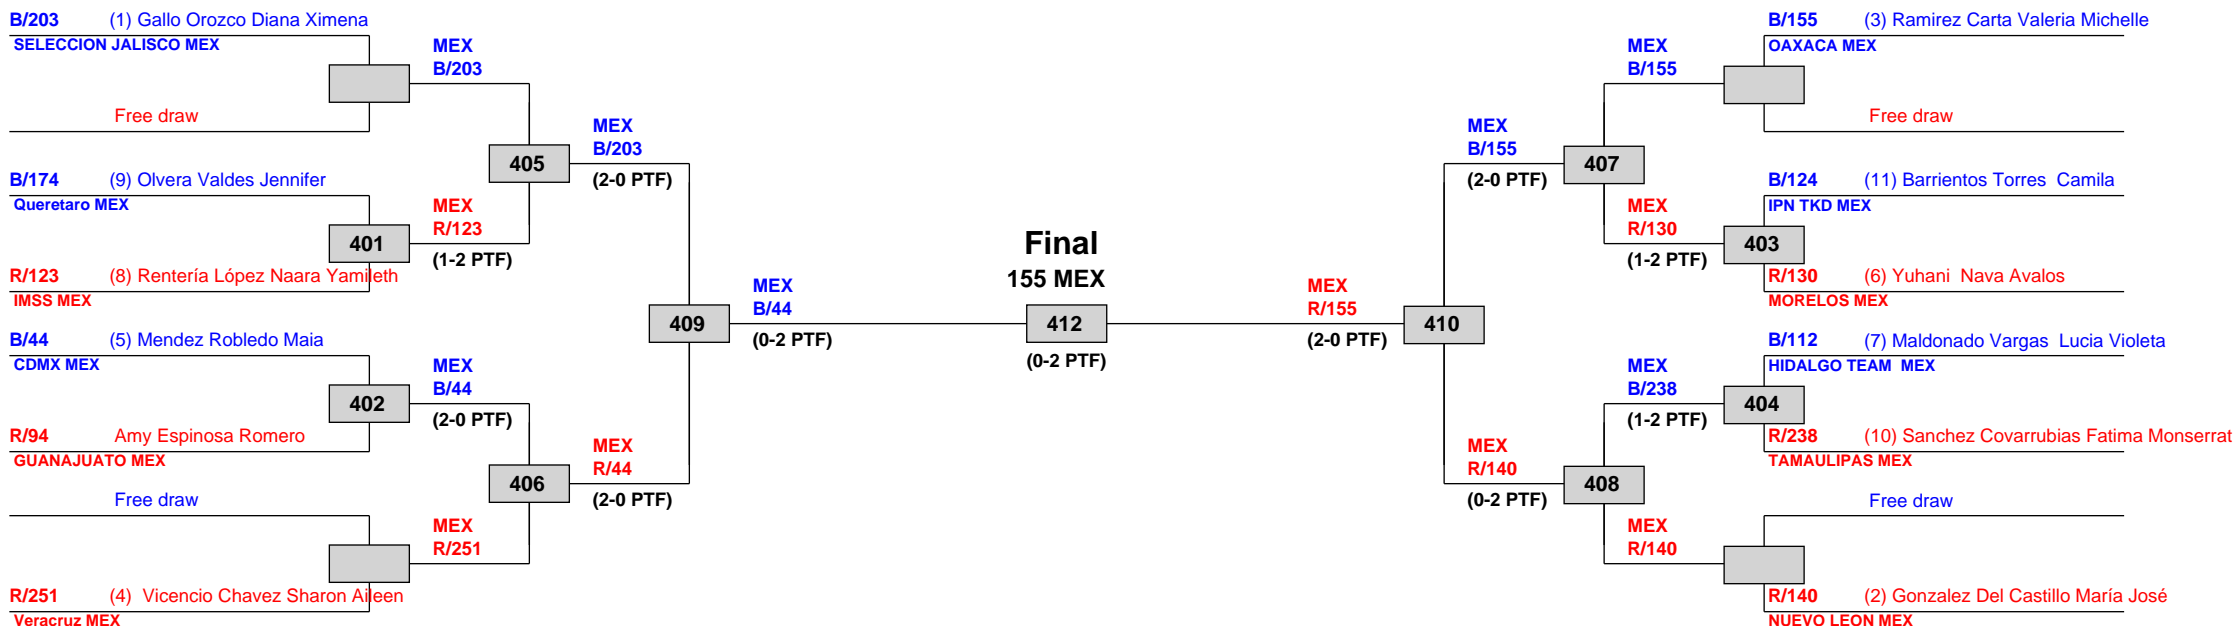 B/203 (1) Gallo Orozco Diana Ximena
SELECCION JALISCO MEX
Free draw
B/174 (9) Olvera Valdes Jennifer
Queretaro MEX
R/123 (8) Rentería López Naara Yamileth
IMSS MEX
B/44 (5) Mendez Robledo Maia
CDMX MEX
R/94 Amy Espinosa Romero
GUANAJUATO MEX
Free draw
R/251 (4) Vicencio Chavez Sharon Aileen
Veracruz MEX
MEX
B/203
401
MEX
R/123
(1-2 PTF)
402
MEX
B/44
(2-0 PTF)
MEX
R/251
405
MEX
B/203
(2-0 PTF)
406
MEX
R/44
(2-0 PTF)
409
MEX
B/44
(0-2 PTF)
Final
155 MEX
412
(0-2 PTF)
MEX
R/155
(2-0 PTF)
410
MEX
B/155
(2-0 PTF)
407
MEX
R/140
(0-2 PTF)
408
MEX
B/155
MEX
R/130
(1-2 PTF)
403
MEX
B/238
(1-2 PTF)
404
MEX
R/140
B/155 (3) Ramirez Carta Valeria Michelle
OAXACA MEX
Free draw
B/124 (11) Barrientos Torres Camila
IPN TKD MEX
R/130 (6) Yuhani Nava Avalos
MORELOS MEX
B/112 (7) Maldonado Vargas Lucia Violeta
HIDALGO TEAM MEX
R/238 (10) Sanchez Covarrubias Fatima Monserrat
TAMAULIPAS MEX
Free draw
R/140 (2) Gonzalez Del Castillo María José
NUEVO LEON MEX